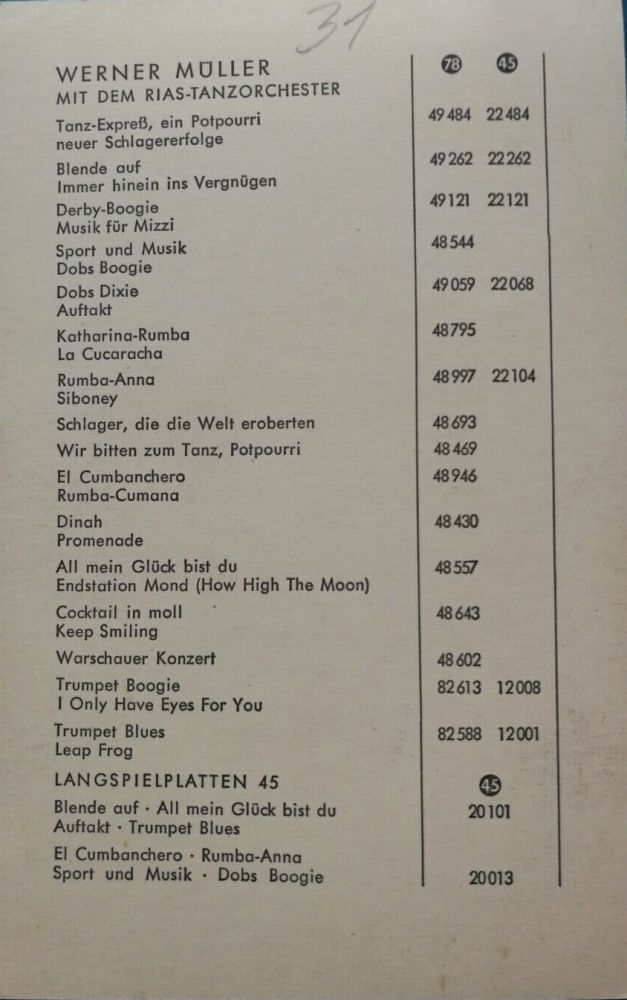 31
WERNER MÜLLER 78 45
MIT DEM RIAS-TANZORCHESTER
Tanz-Expreß, ein Potpourri 49 484 22 484
neuer Schlagererfolge
Blende auf 49 262 22 262
Immer hinein ins Vergnügen
Derby-Boogie 49 121 22 121
Musik für Mizzi
Sport und Musik 48 544
Dobs Boogie
Dobs Dixie 49 059 22 068
Auftakt
Katharina-Rumba 48 795
La Cucaracha
Rumba-Anna 48 997 22 104
Siboney
Schlager, die die Welt eroberten 48 693
Wir bitten zum Tanz, Potpourri 48 469
El Cumbanchero 48 946
Rumba-Cumana
Dinah 48 430
Promenade
All mein Glück bist du 48 557
Endstation Mond (How High The Moon)
Cocktail in moll 48 643
Keep Smiling
Warschauer Konzert 48 602
Trumpet Boogie 82 613 12 008
I Only Have Eyes For You
Trumpet Blues 82 588 12 001
Leap Frog
LANGSPIELPLATTEN 45 45
Blende auf · All mein Glück bist du 20 101
Auftakt · Trumpet Blues
El Cumbanchero · Rumba-Anna
Sport und Musik · Dobs Boogie 20 013